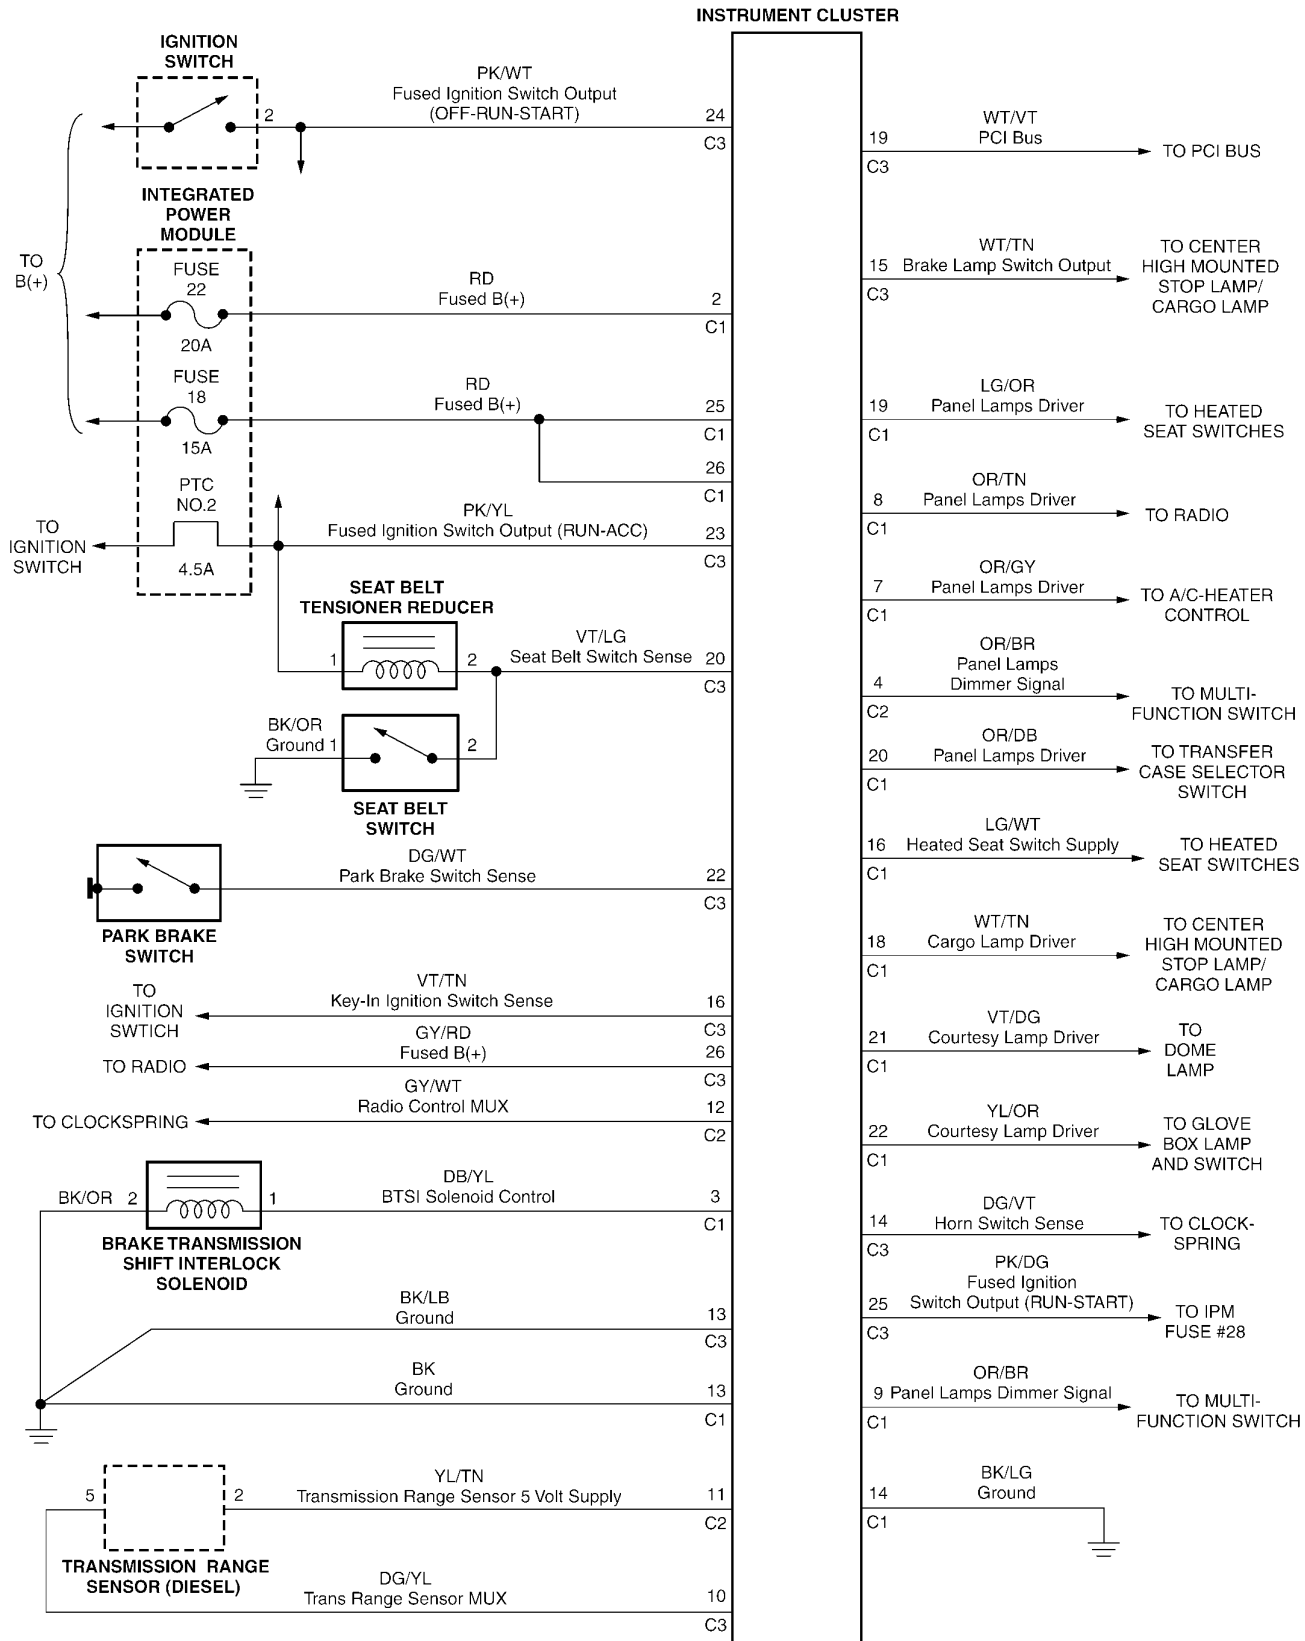 INSTRUMENT CLUSTER
IGNITION
SWITCH
2
PK/WT
Fused Ignition Switch Output
(OFF-RUN-START)
24
C3
INTEGRATED
POWER
MODULE
TO
B(+)
FUSE
22
20A
RD
Fused B(+)
2
C1
FUSE
18
15A
RD
Fused B(+)
25
C1
26
C1
PTC
NO.2
4.5A
TO
IGNITION
SWITCH
PK/YL
Fused Ignition Switch Output (RUN-ACC)
23
C3
SEAT BELT
TENSIONER REDUCER
1
2
VT/LG
Seat Belt Switch Sense
20
C3
BK/OR
Ground 1
2
SEAT BELT
SWITCH
DG/WT
Park Brake Switch Sense
22
C3
PARK BRAKE
SWITCH
TO
IGNITION
SWTICH
VT/TN
Key-In Ignition Switch Sense
16
C3
TO RADIO
GY/RD
Fused B(+)
26
C3
TO CLOCKSPRING
GY/WT
Radio Control MUX
12
C2
BK/OR 2
1
DB/YL
BTSI Solenoid Control
3
C1
BRAKE TRANSMISSION
SHIFT INTERLOCK
SOLENOID
BK/LB
Ground
13
C3
BK
Ground
13
C1
5
2
YL/TN
Transmission Range Sensor 5 Volt Supply
11
C2
TRANSMISSION RANGE
SENSOR (DIESEL)
DG/YL
Trans Range Sensor MUX
10
C3
19
C3
WT/VT
PCI Bus
TO PCI BUS
15
C3
WT/TN
Brake Lamp Switch Output
TO CENTER
HIGH MOUNTED
STOP LAMP/
CARGO LAMP
19
C1
LG/OR
Panel Lamps Driver
TO HEATED
SEAT SWITCHES
8
C1
OR/TN
Panel Lamps Driver
TO RADIO
7
C1
OR/GY
Panel Lamps Driver
TO A/C-HEATER
CONTROL
4
C2
OR/BR
Panel Lamps
Dimmer Signal
TO MULTI-
FUNCTION SWITCH
20
C1
OR/DB
Panel Lamps Driver
TO TRANSFER
CASE SELECTOR
SWITCH
16
C1
LG/WT
Heated Seat Switch Supply
TO HEATED
SEAT SWITCHES
18
C1
WT/TN
Cargo Lamp Driver
TO CENTER
HIGH MOUNTED
STOP LAMP/
CARGO LAMP
21
C1
VT/DG
Courtesy Lamp Driver
TO
DOME
LAMP
22
C1
YL/OR
Courtesy Lamp Driver
TO GLOVE
BOX LAMP
AND SWITCH
14
C3
DG/VT
Horn Switch Sense
TO CLOCK-
SPRING
25
C3
PK/DG
Fused Ignition
Switch Output (RUN-START)
TO IPM
FUSE #28
9
C1
OR/BR
Panel Lamps Dimmer Signal
TO MULTI-
FUNCTION SWITCH
14
C1
BK/LG
Ground